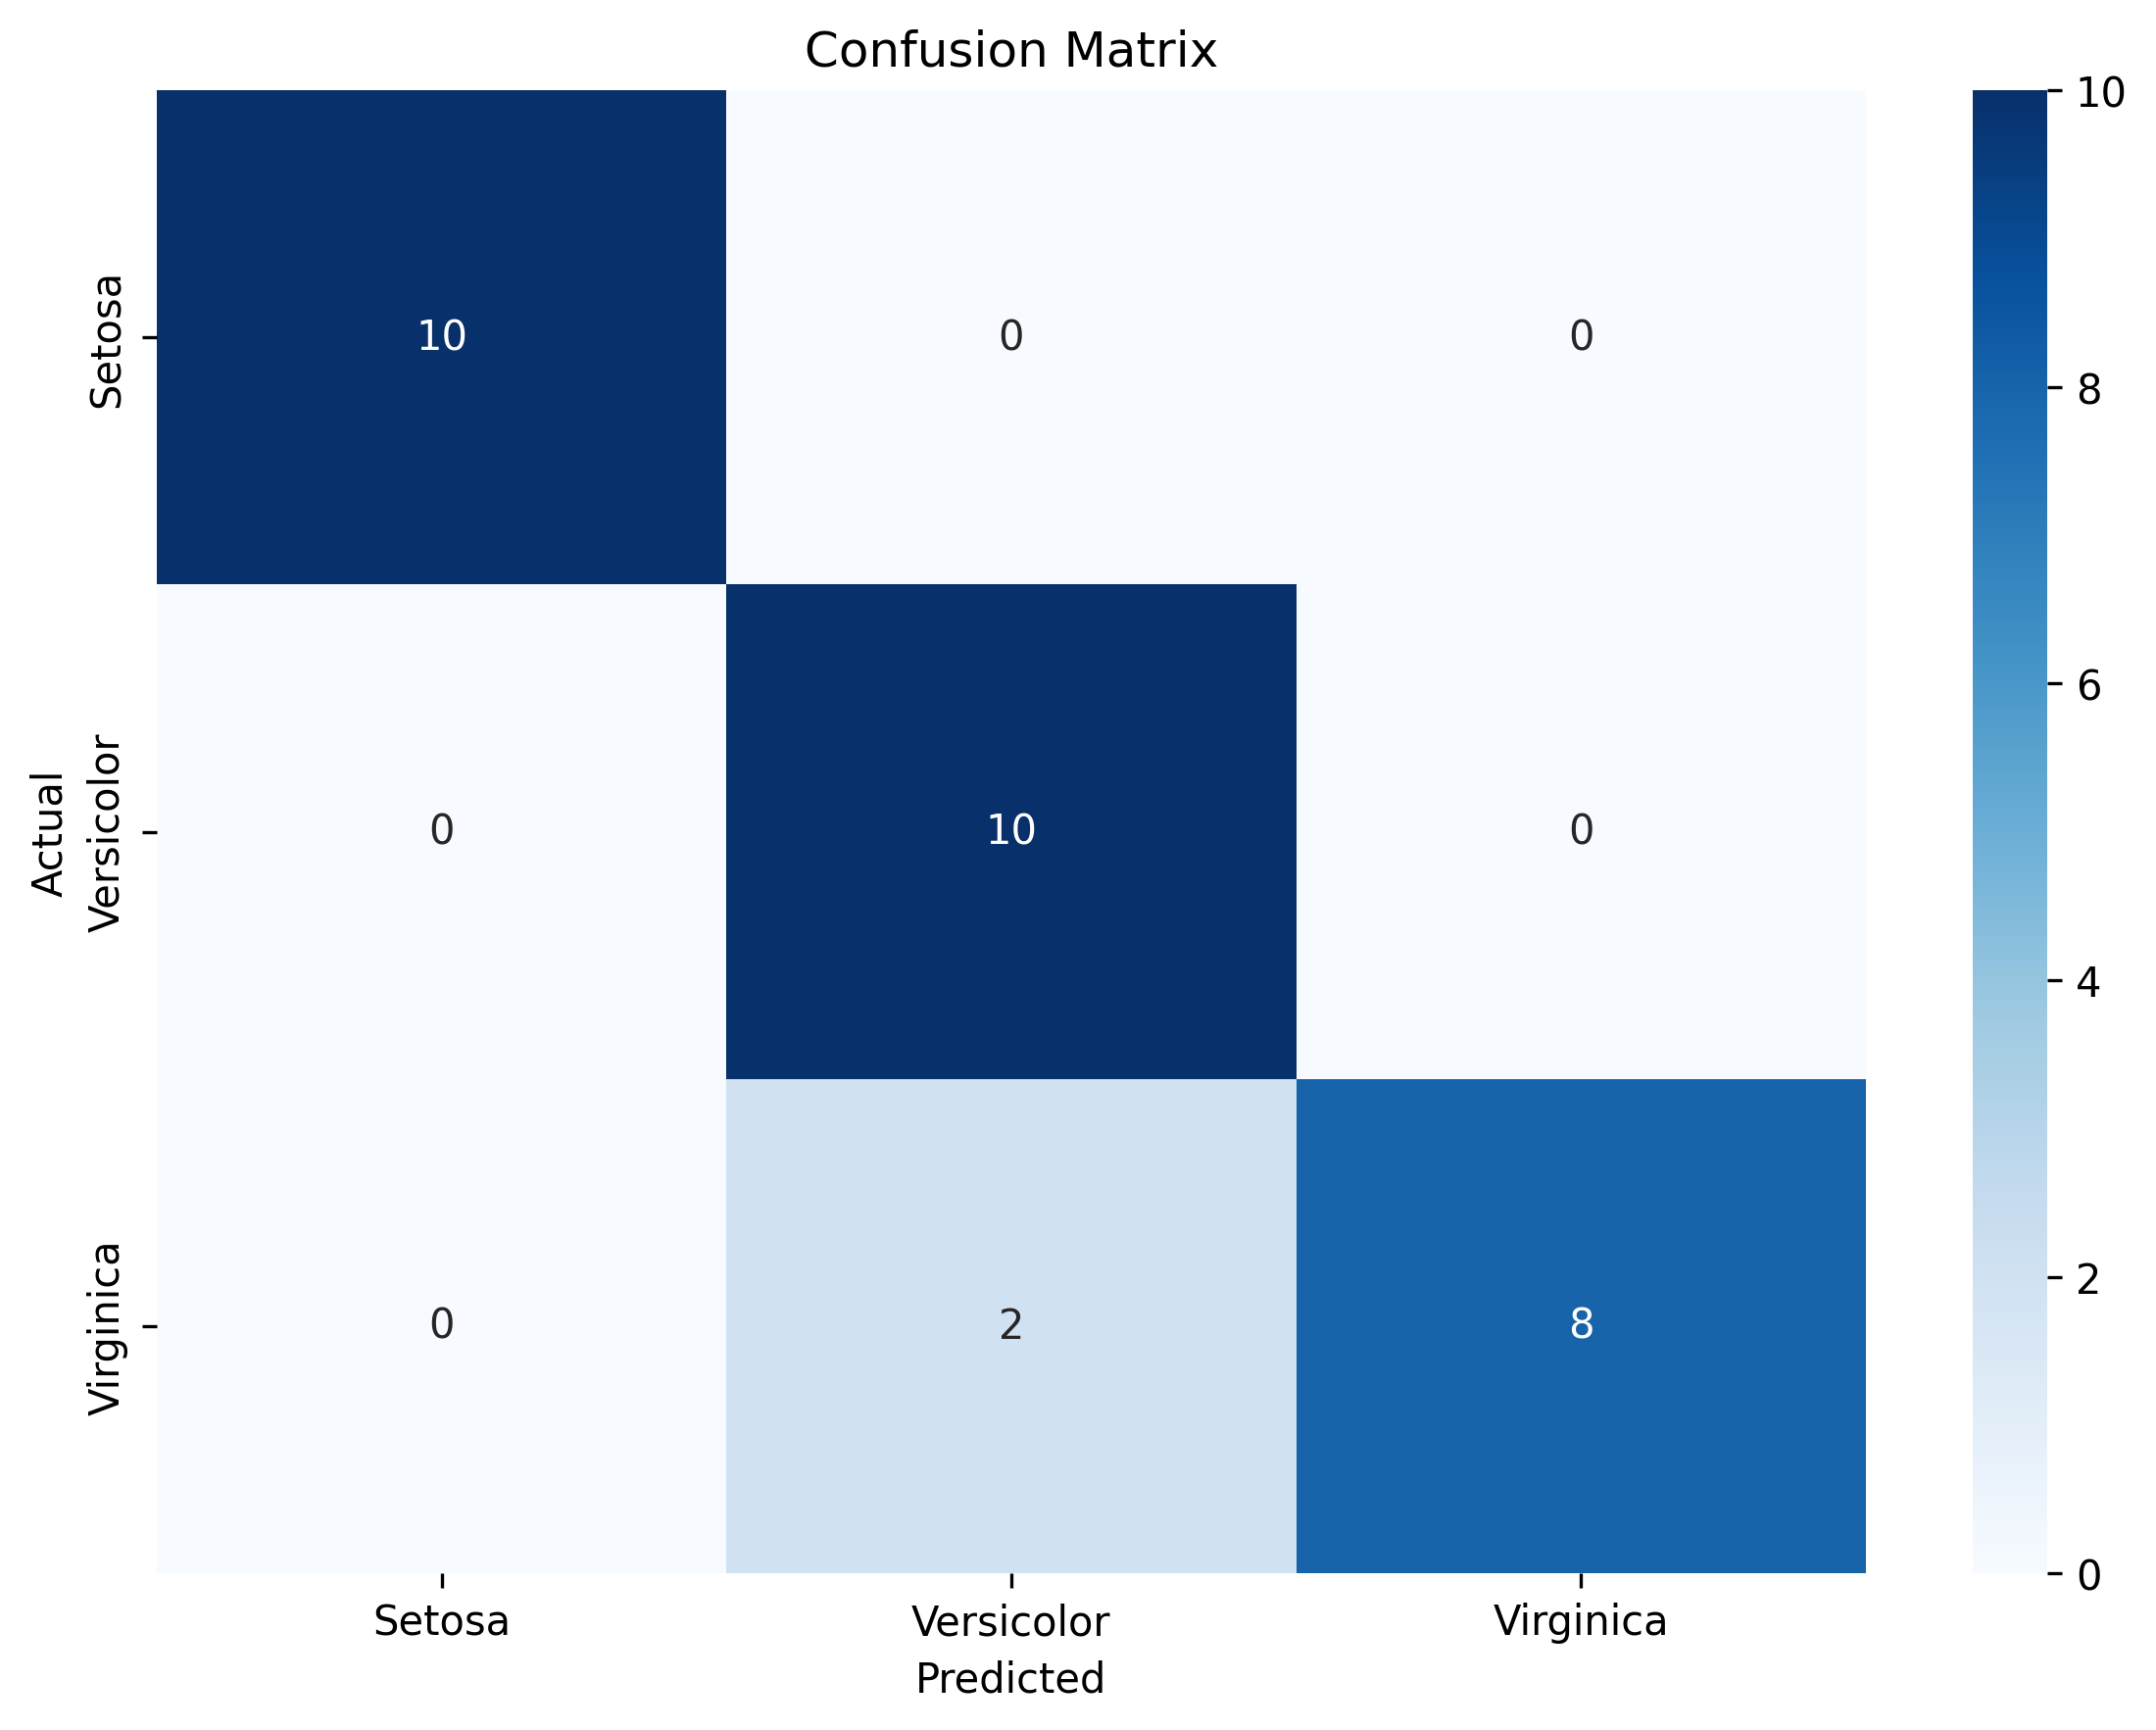 Confusion Matrix
Actual
Setosa
10 0 0
Versicolor
0 10 0
Virginica
0 2 8
Setosa Versicolor Virginica
Predicted
10
8
6
4
2
0